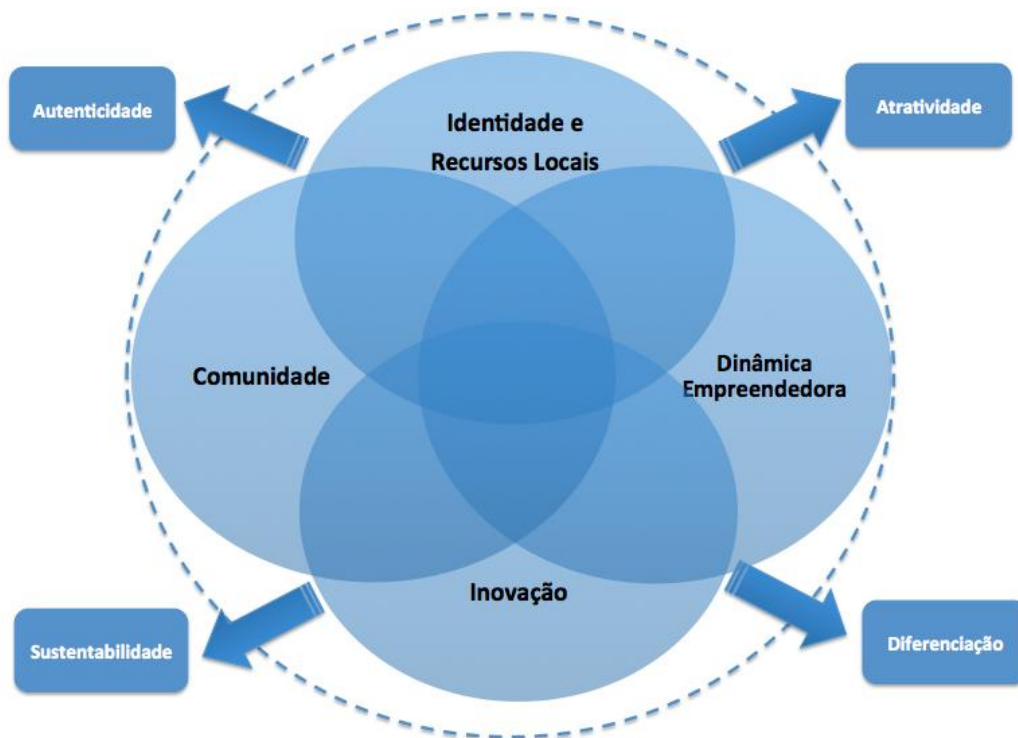 Autenticidade
Atratividade
Identidade e
Recursos Locais
Comunidade
Dinâmica
Empreendedora
Inovação
Sustentabilidade
Diferenciação